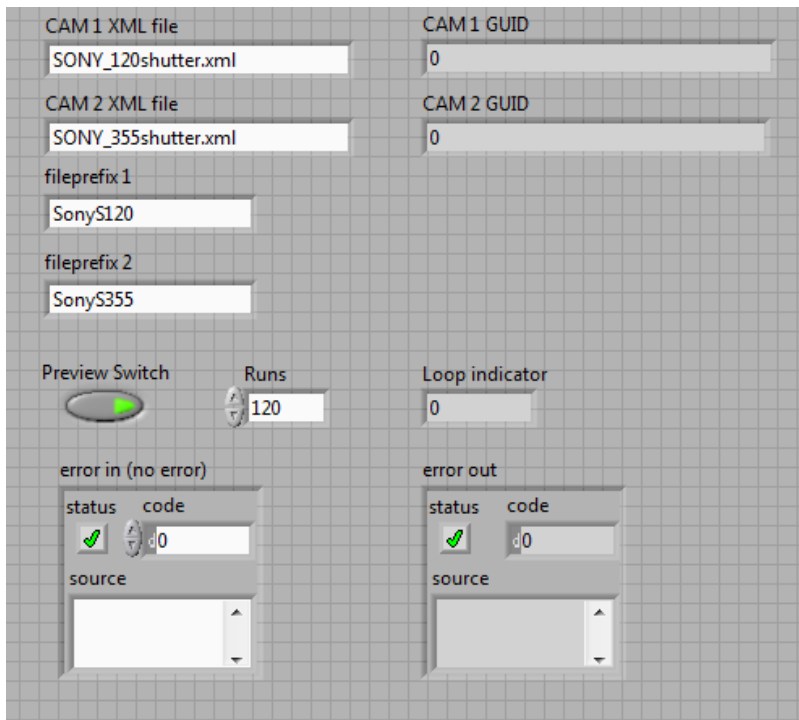 CAM 1 XML file
CAM 1 GUID
SONY_120shutter.xml
0
CAM 2 XML file
CAM 2 GUID
SONY_355shutter.xml
0
fileprefix 1
SonyS120
fileprefix 2
SonyS355
Preview Switch
Runs
Loop indicator
120
0
error in (no error)
error out
status code
status code
d0
d0
source
source